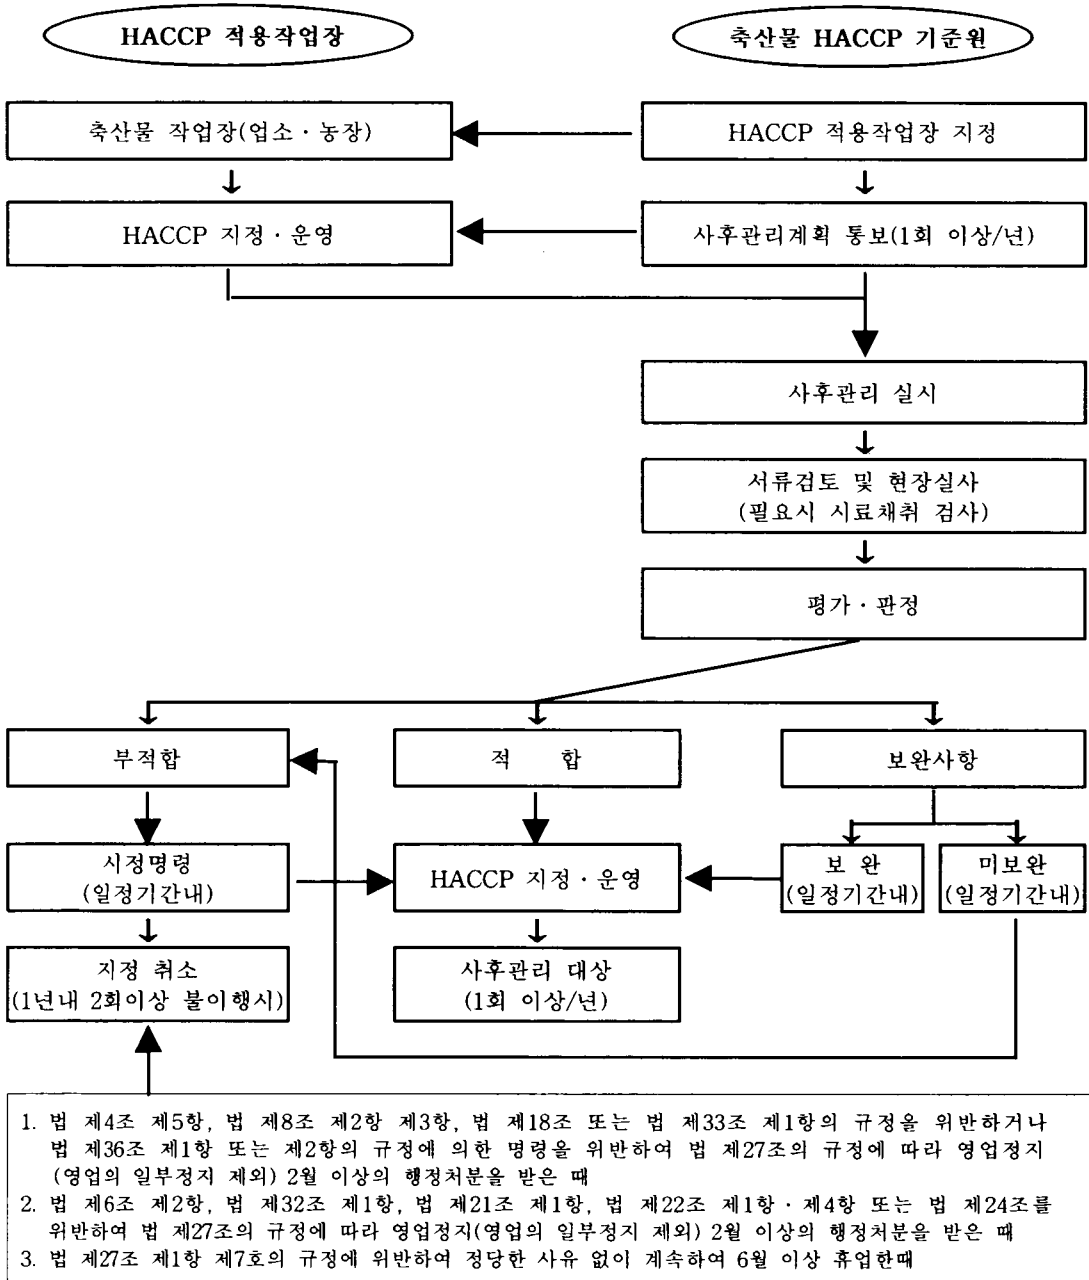 HACCP 적용작업장
축산물 HACCP 기준원
축산물 작업장(업소·농장)
HACCP 적용작업장 지정
HACCP 지정·운영
사후관리계획 통보(1회 이상/년)
사후관리 실시
서류검토 및 현장실사
(필요시 시료채취 검사)
평가·판정
부적합
적 합
보완사항
시정명령
(일정기간내)
HACCP 지정·운영
보 완
(일정기간내)
미보완
(일정기간내)
지정 취소
(1년내 2회이상 불이행시)
사후관리 대상
(1회 이상/년)
1. 법 제4조 제5항, 법 제8조 제2항 제3항, 법 제18조 또는 법 제33조 제1항의 규정을 위반하거나
법 제36조 제1항 또는 제2항의 규정에 의한 명령을 위반하여 법 제27조의 규정에 따라 영업정지
(영업의 일부정지 제외) 2월 이상의 행정처분을 받은 때
2. 법 제6조 제2항, 법 제32조 제1항, 법 제21조 제1항, 법 제22조 제1항·제4항 또는 법 제24조를
위반하여 법 제27조의 규정에 따라 영업정지(영업의 일부정지 제외) 2월 이상의 행정처분을 받은 때
3. 법 제27조 제1항 제7호의 규정에 위반하여 정당한 사유 없이 계속하여 6월 이상 휴업한때